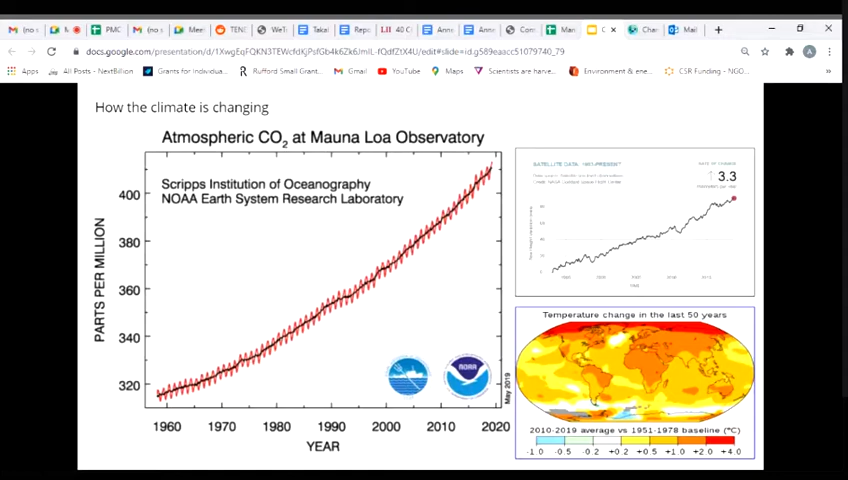 docs.google.com/presentation/d/1XwgEqFQKN3TEWcfdKjPsfGb4k6Zk6JmIL-fQdfZtX4U/edit#slide=id.g589eaacc51079740_79
Apps All Posts - NextBillion Grants for Individua... Rufford Small Grant... Gmail YouTube Maps Scientists are harve... Environment & ene... CSR Funding - NGO...
How the climate is changing
Atmospheric CO2 at Mauna Loa Observatory
Scripps Institution of Oceanography
NOAA Earth System Research Laboratory
PARTS PER MILLION
400
380
360
340
320
1960 1970 1980 1990 2000 2010 2020
YEAR
May 2019
NOAA
SATELLITE DATA: 1993-PRESENT
RATE OF CHANGE
3.3
Temperature change in the last 50 years
2010-2019 average vs 1951-1978 baseline (°C)
-1.0 -0.5 -0.2 +0.2 +0.5 +1.0 +2.0 +4.0